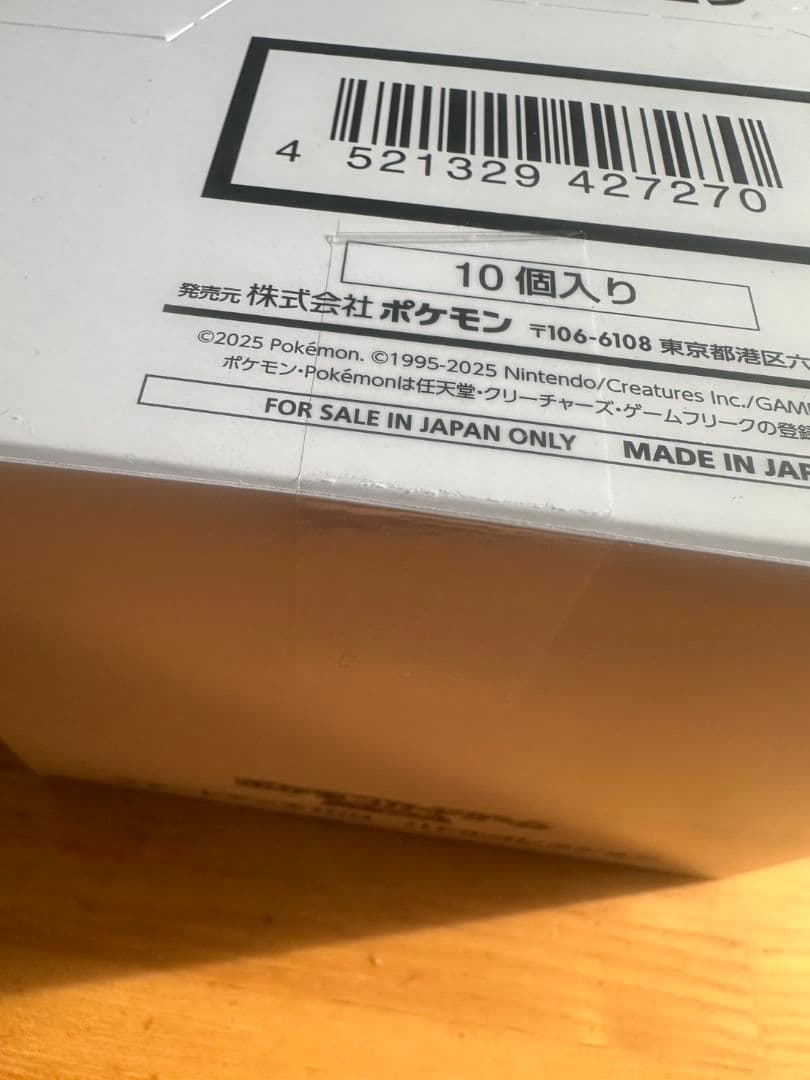 4 521329 427270
10個入り
発売元 株式会社 ポケモン 〒106-6108 東京都港区六
©2025 Pokémon. ©1995-2025 Nintendo/Creatures Inc./GAM
ポケモン・Pokémonは任天堂・クリーチャーズ・ゲームフリークの登録
FOR SALE IN JAPAN ONLY MADE IN JAP